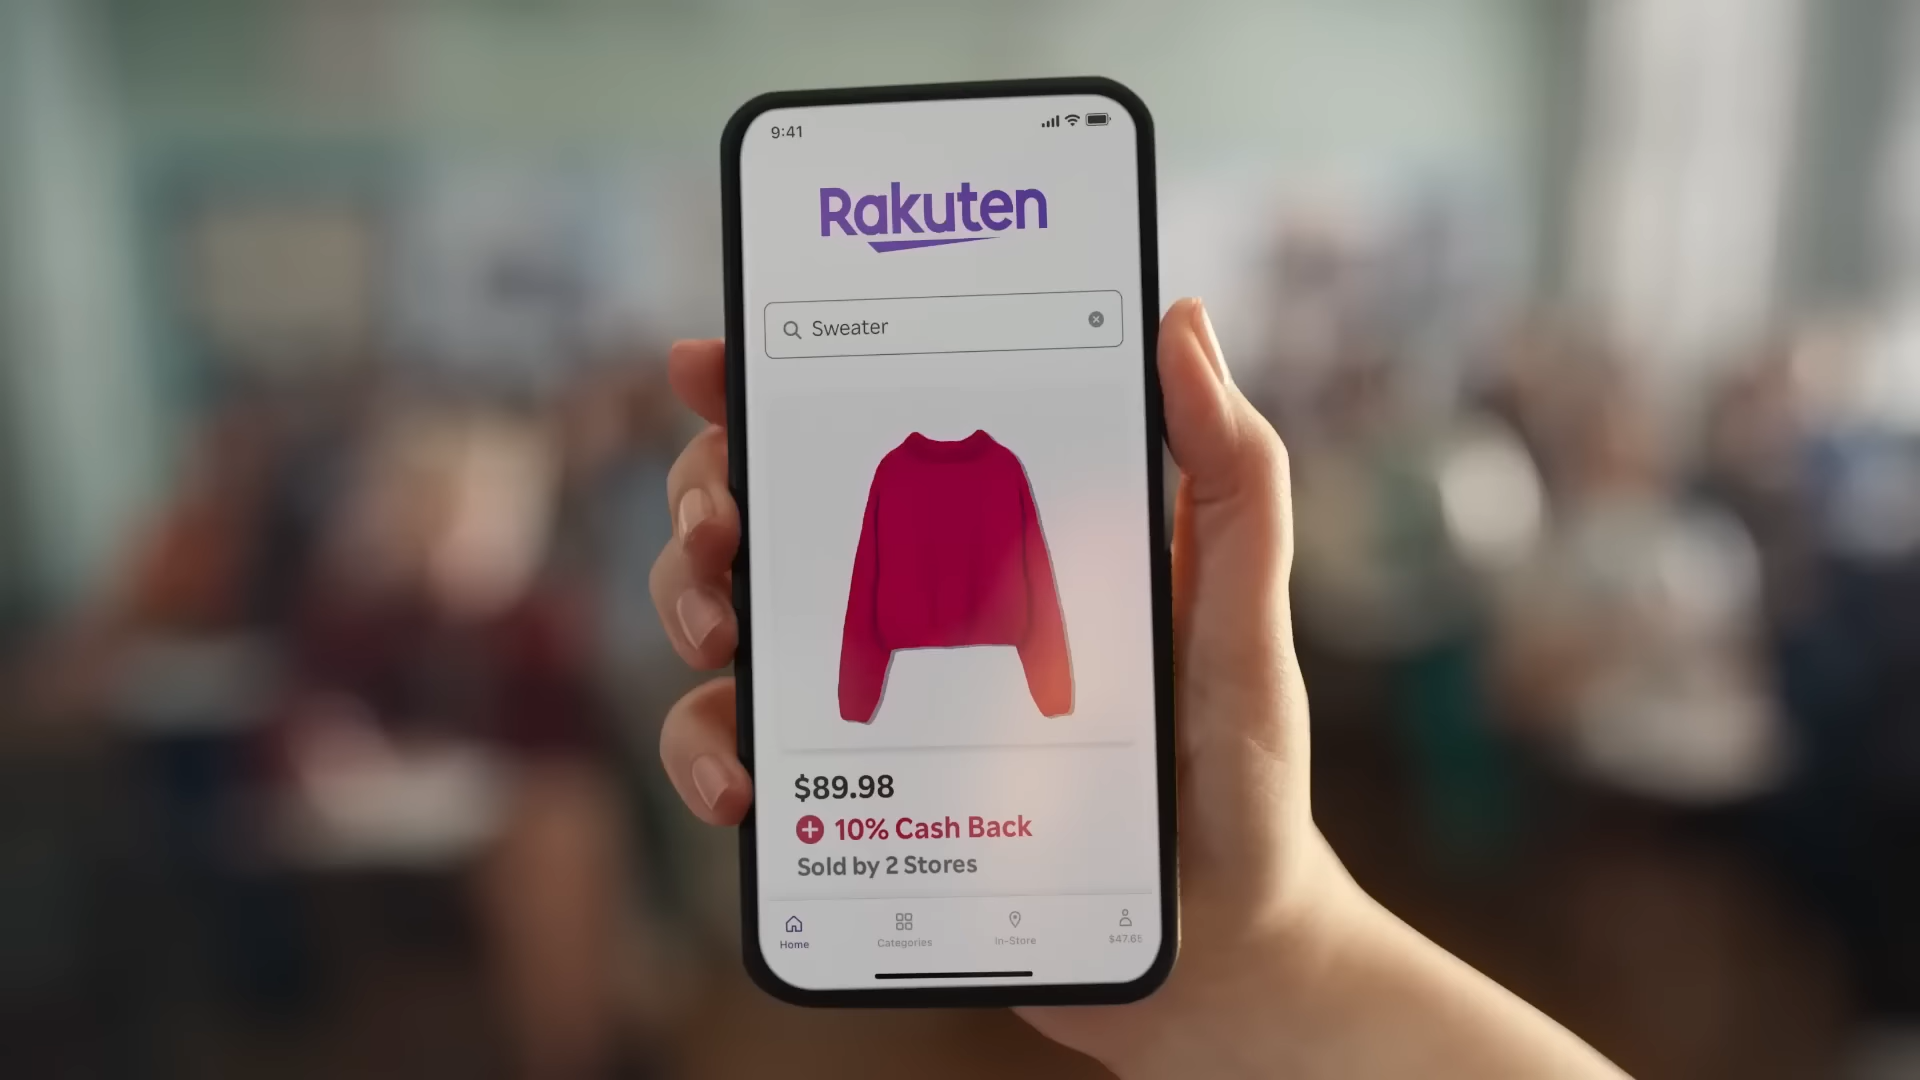 9:41
Rakuten
Sweater
$89.98
10% Cash Back
Sold by 2 Stores
Home
Categories
In-Store